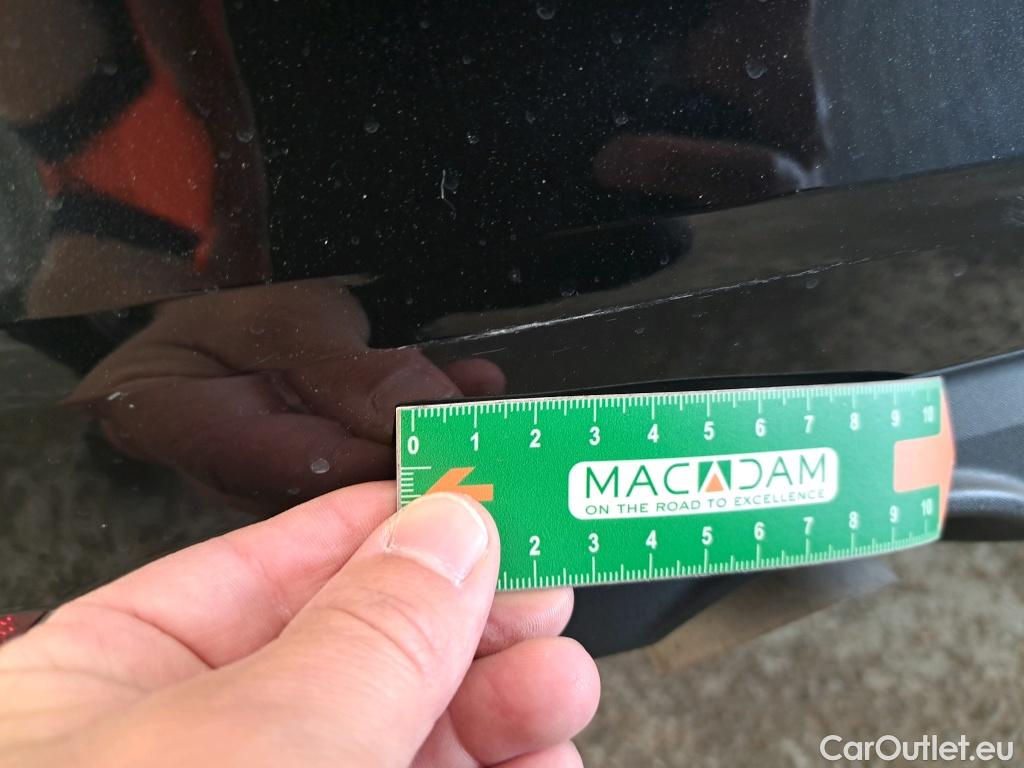 0 1 2 3 4 5 6 7 8 9 10
MACADAM
ON THE ROAD TO EXCELLENCE
2 3 4 5 6 7 8 9 10
CarOutlet.eu